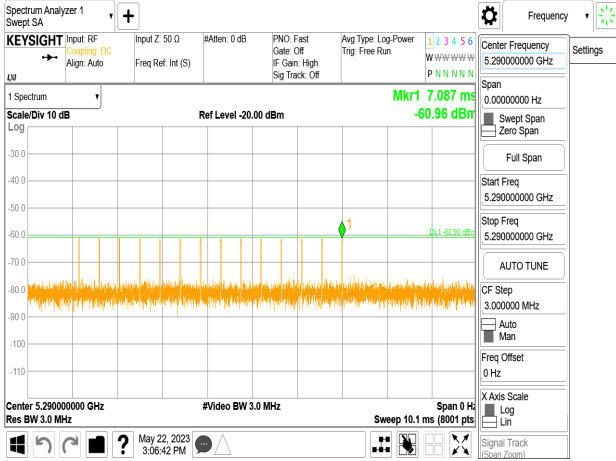 Spectrum Analyzer 1
Swept SA
Frequency
KEYSIGHT
Input: RF
Coupling: DC
Align: Auto
Input Z: 50 Ω
Freq Ref: Int (S)
#Atten: 0 dB
PNO: Fast
Gate: Off
IF Gain: High
Sig Track: Off
Avg Type: Log-Power
Trig: Free Run
1 2 3 4 5 6
W W W W W W
P N N N N N
LXI
1 Spectrum
Scale/Div 10 dB
Ref Level -20.00 dBm
Mkr1 7.087 ms
-60.96 dBm
Log
-30.0
-40.0
-50.0
-60.0
-70.0
-80.0
-90.0
-100
-110
1
DL1 -60.90 dBm
Center 5.290000000 GHz
#Video BW 3.0 MHz
Span 0 Hz
Res BW 3.0 MHz
Sweep 10.1 ms (8001 pts)
May 22, 2023
3:06:42 PM
Center Frequency
5.290000000 GHz
Settings
Span
0.00000000 Hz
Swept Span
Zero Span
Full Span
Start Freq
5.290000000 GHz
Stop Freq
5.290000000 GHz
AUTO TUNE
CF Step
3.000000 MHz
Auto
Man
Freq Offset
0 Hz
X Axis Scale
Log
Lin
Signal Track
(Span Zoom)